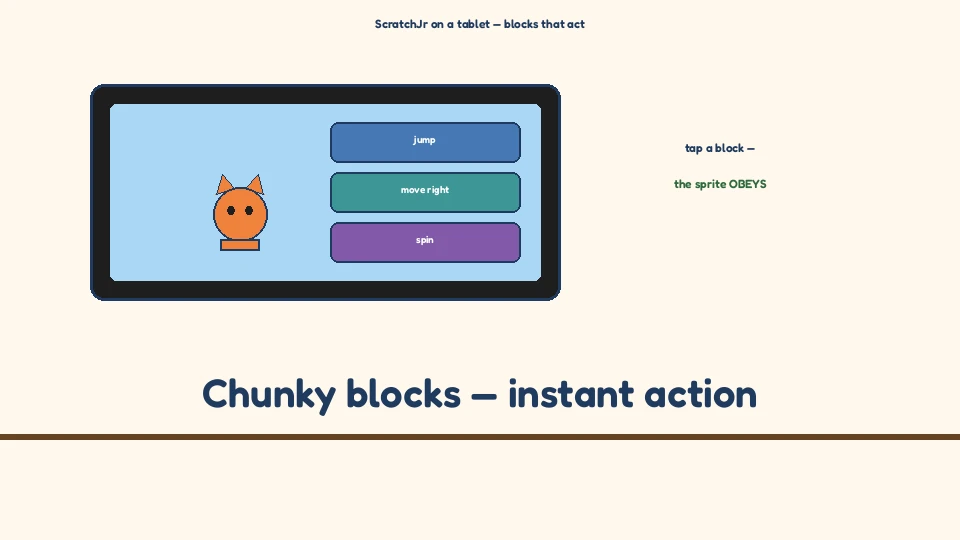 ScratchJr on a tablet — blocks that act
jump
move right
spin
tap a block —
the sprite OBEYS
Chunky blocks — instant action